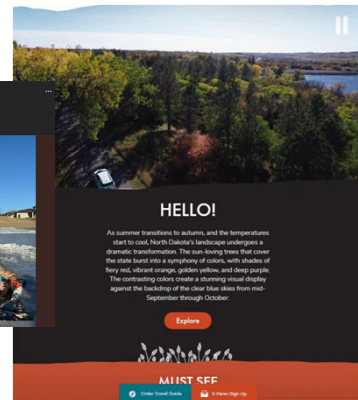 HELLO!
As summer transitions to autumn, and the temperatures
start to cool, North Dakota's landscape undergoes a
dramatic transformation. The sun-loving trees that cover
the state burst into a symphony of colors, with shades of
fiery red, vibrant orange, golden yellow, and deep purple.
The contrasting colors create a stunning visual display
against the backdrop of the clear blue skies from mid-
September through October.
Explore
MUST SEE
Order Travel Guide
E-News Sign Up